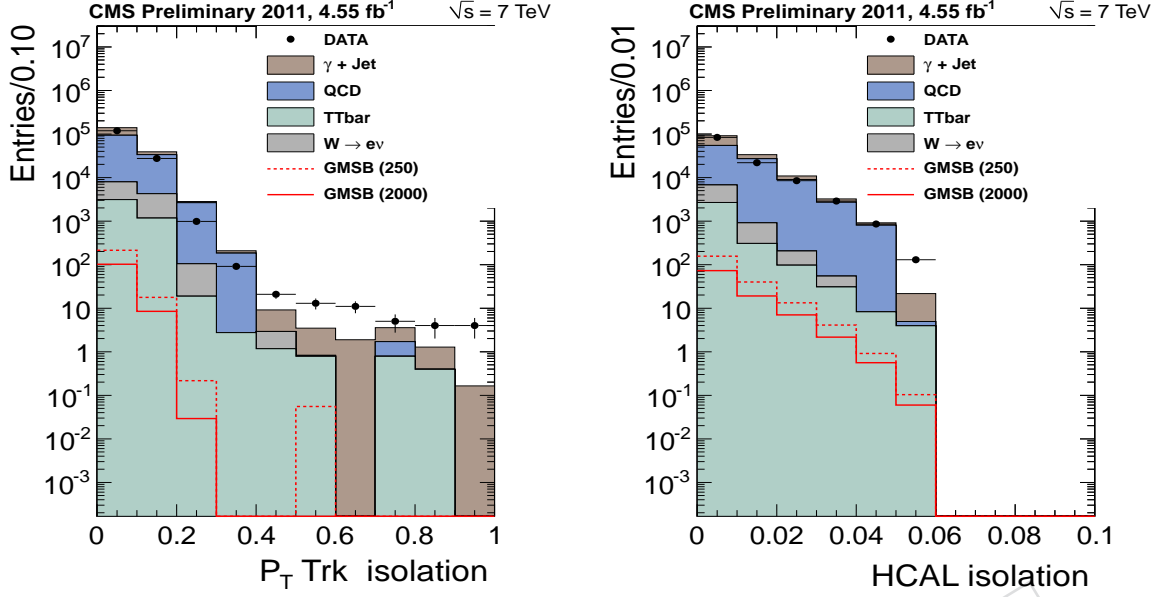 CMS Preliminary 2011, 4.55 fb⁻¹ √s = 7 TeV
Entries/0.10
10⁷
10⁶
10⁵
10⁴
10³
10²
10
1
10⁻¹
10⁻²
10⁻³
DATA
γ + Jet
QCD
TTbar
W → eν
GMSB (250)
GMSB (2000)
0 0.2 0.4 0.6 0.8 1
P_T Trk isolation
CMS Preliminary 2011, 4.55 fb⁻¹ √s = 7 TeV
Entries/0.01
10⁷
10⁶
10⁵
10⁴
10³
10²
10
1
10⁻¹
10⁻²
10⁻³
DATA
γ + Jet
QCD
TTbar
W → eν
GMSB (250)
GMSB (2000)
0 0.02 0.04 0.06 0.08 0.1
HCAL isolation